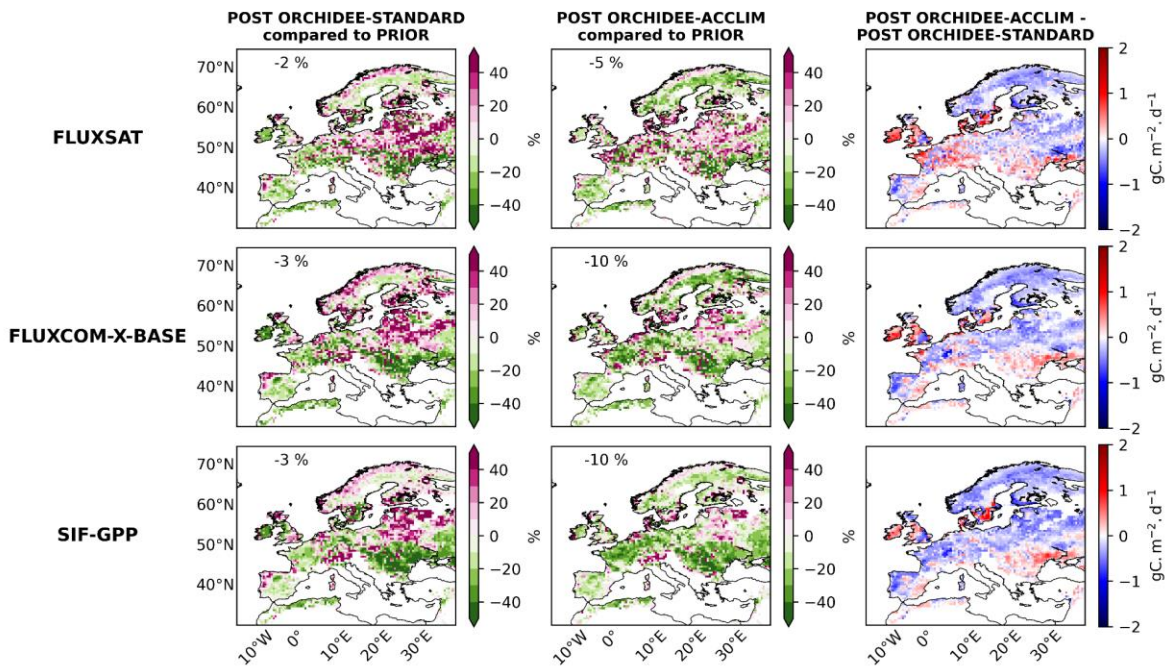 POST ORCHIDEE-STANDARD
compared to PRIOR
POST ORCHIDEE-ACCLIM
compared to PRIOR
POST ORCHIDEE-ACCLIM -
POST ORCHIDEE-STANDARD
FLUXSAT
70°N
60°N
50°N
40°N
-2 %
40
20
0
−20
−40
%
-5 %
40
20
0
−20
−40
%
2
1
0
−1
−2
gC. m⁻². d⁻¹
FLUXCOM-X-BASE
70°N
60°N
50°N
40°N
-3 %
40
20
0
−20
−40
%
-10 %
40
20
0
−20
−40
%
2
1
0
−1
−2
gC. m⁻². d⁻¹
SIF-GPP
70°N
60°N
50°N
40°N
-3 %
40
20
0
−20
−40
%
-10 %
40
20
0
−20
−40
%
2
1
0
−1
−2
gC. m⁻². d⁻¹
10°W
0°
10°E
20°E
30°E
10°W
0°
10°E
20°E
30°E
10°W
0°
10°E
20°E
30°E